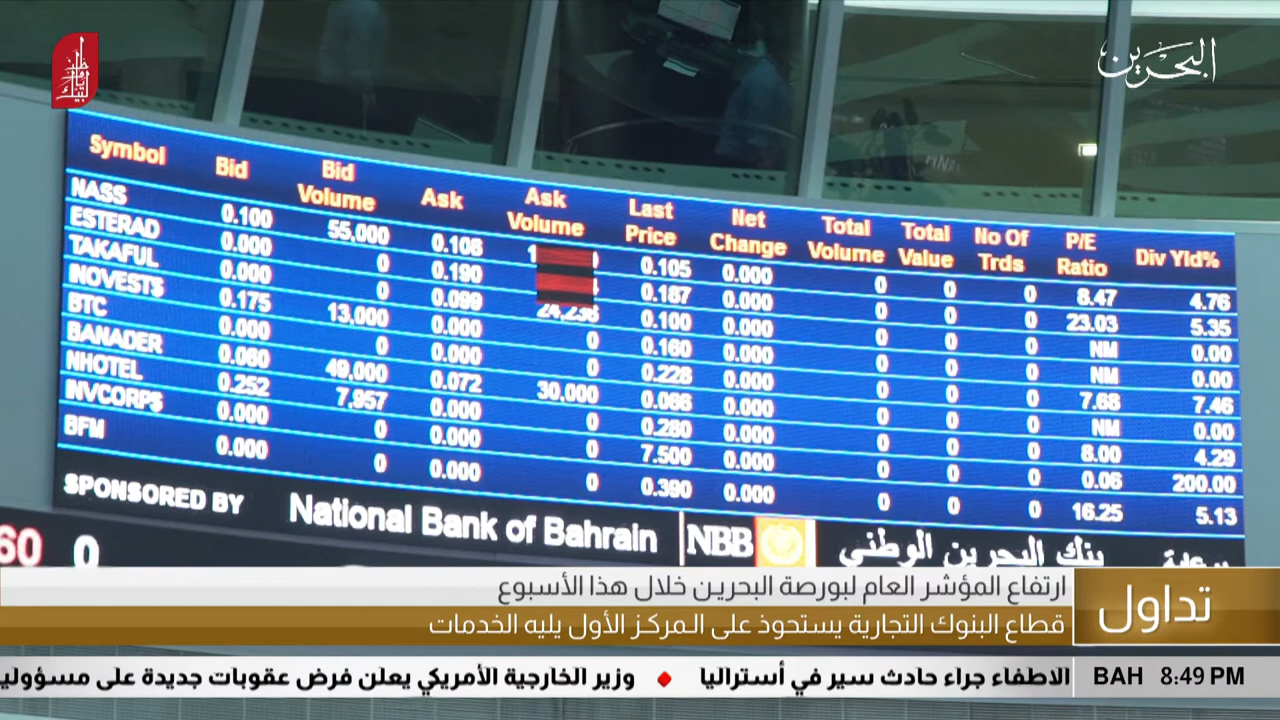 البحرين
Symbol Bid Bid Volume Ask Ask Volume Last Price Net Change Total Volume Total Value No Of Trds P/E Ratio Div Yld%
NASS 0.100 55,000 0.108 0.105 0.000 0 0 0 8.47 4.76
ESTERAD 0.000 0 0.190 0.187 0.000 0 0 0 23.03 5.35
TAKAFUL 0.000 0 0.099 0.100 0.000 0 0 0 NM 0.00
INOVEST$ 0.175 13,000 0.000 0 0.160 0.000 0 0 0 NM 0.00
BTC 0.000 0 0.000 0 0.228 0.000 0 0 0 7.68 7.46
BANADER 0.060 49,000 0.072 30,000 0.066 0.000 0 0 0 NM 0.00
NHOTEL 0.252 7,957 0.000 0 0.280 0.000 0 0 0 8.00 4.29
INVCORP$ 0.000 0 0.000 0 7.500 0.000 0 0 0 0.06 200.00
BFM 0.000 0 0.000 0 0.390 0.000 0 0 0 16.25 5.13
SPONSORED BY National Bank of Bahrain NBB بنك البحرين الوطني
60 0
تداول
ارتفاع المؤشر العام لبورصة البحرين خلال هذا الأسبوع
قطاع البنوك التجارية يستحوذ على المركز الأول يليه الخدمات
BAH 8:49 PM
الاطفاء جراء حادث سير في أستراليا ♦ وزير الخارجية الأمريكي يعلن فرض عقوبات جديدة على